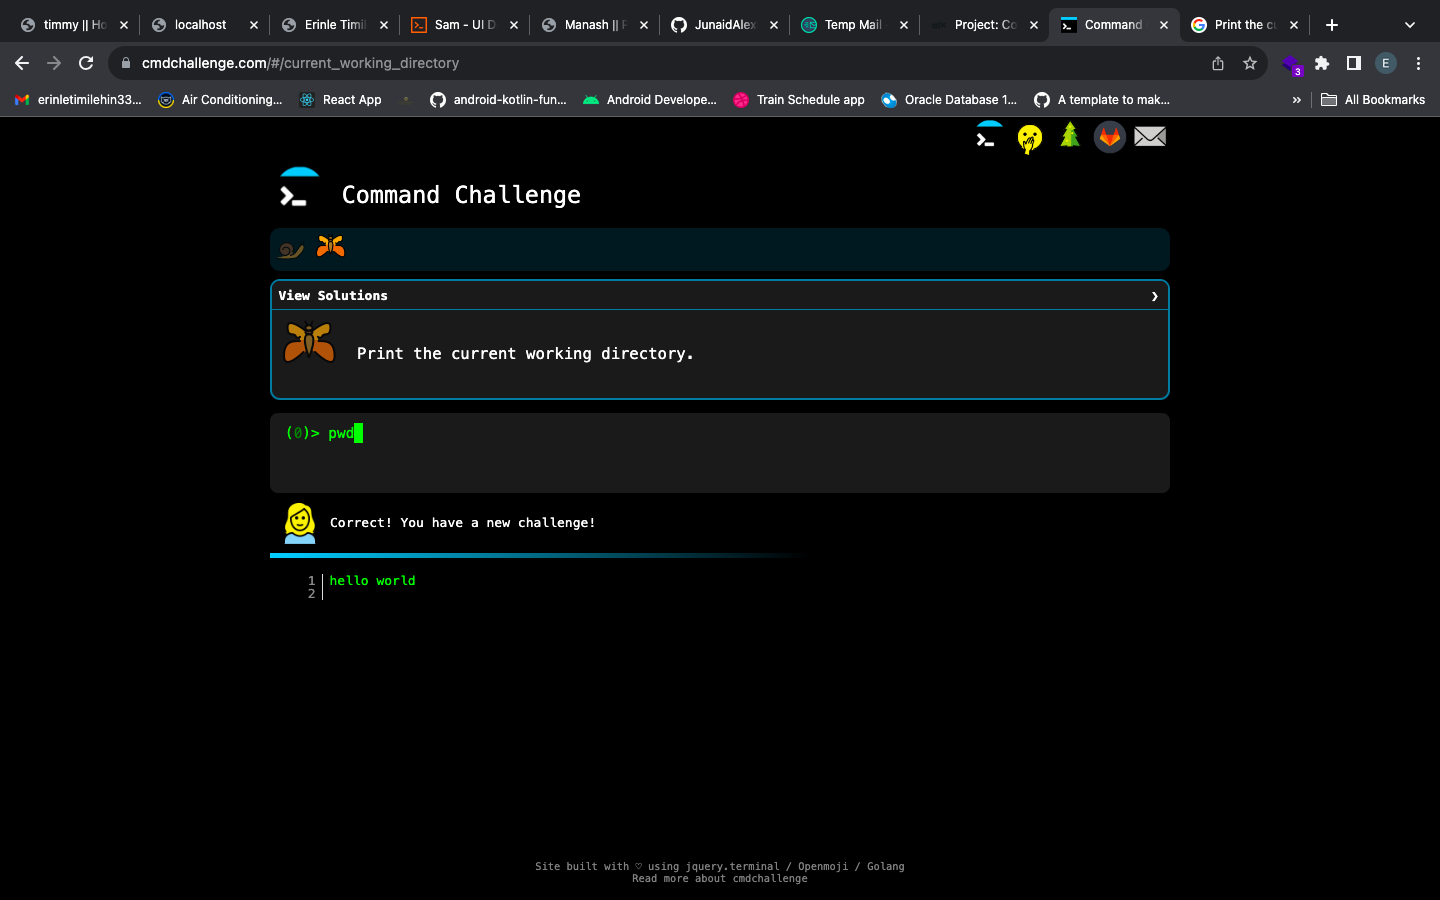 timmy || Ho
localhost
Erinle Timil
Sam - UI D
Manash || F
JunaidAlex
Temp Mail
Project: Co
Command
Print the cu
cmdchallenge.com/#/current_working_directory
E
3
erinletimilehin33...
Air Conditioning...
React App
android-kotlin-fun...
Android Develope...
Train Schedule app
Oracle Database 1...
A template to mak...
»
All Bookmarks
Command Challenge
View Solutions
Print the current working directory.
(0)> pwd
Correct! You have a new challenge!
1 hello world
2
Site built with ♡ using jquery.terminal / Openmoji / Golang
Read more about cmdchallenge